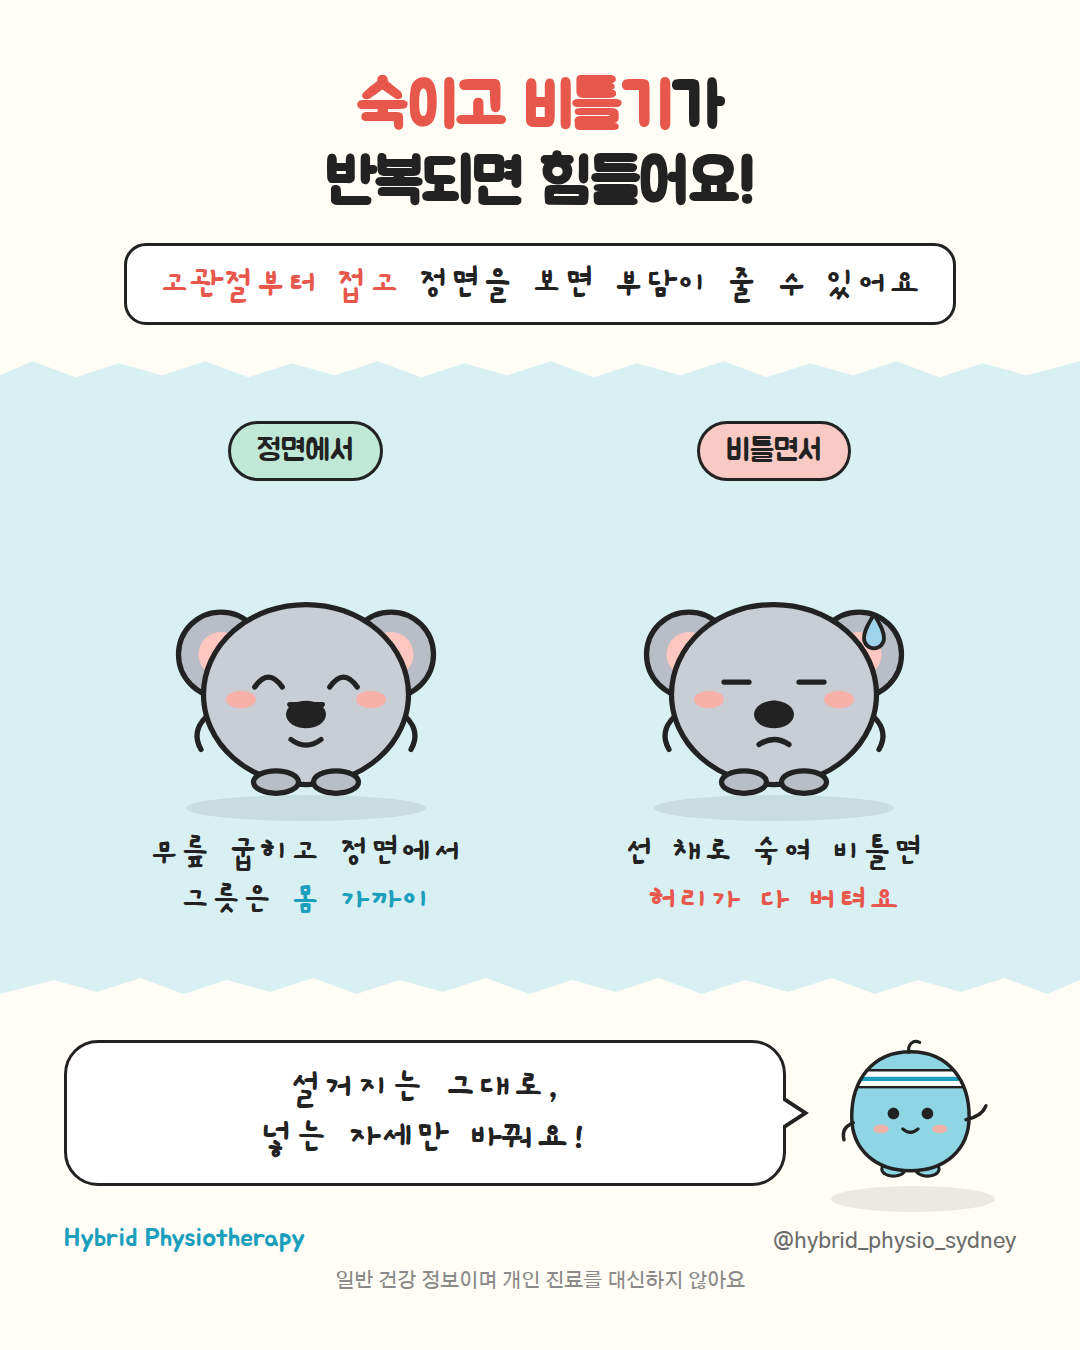 숙이고 비틀기가
반복되면 힘들어요!
고관절부터 접고 정면을 보면 부담이 줄 수 있어요
정면에서
비틀면서
무릎 굽히고 정면에서
그릇은 몸 가까이
선 채로 숙여 비틀면
허리가 다 버텨요
설거지는 그대로,
넣는 자세만 바꿔요!
Hybrid Physiotherapy
@hybrid_physio_sydney
일반 건강 정보이며 개인 진료를 대신하지 않아요